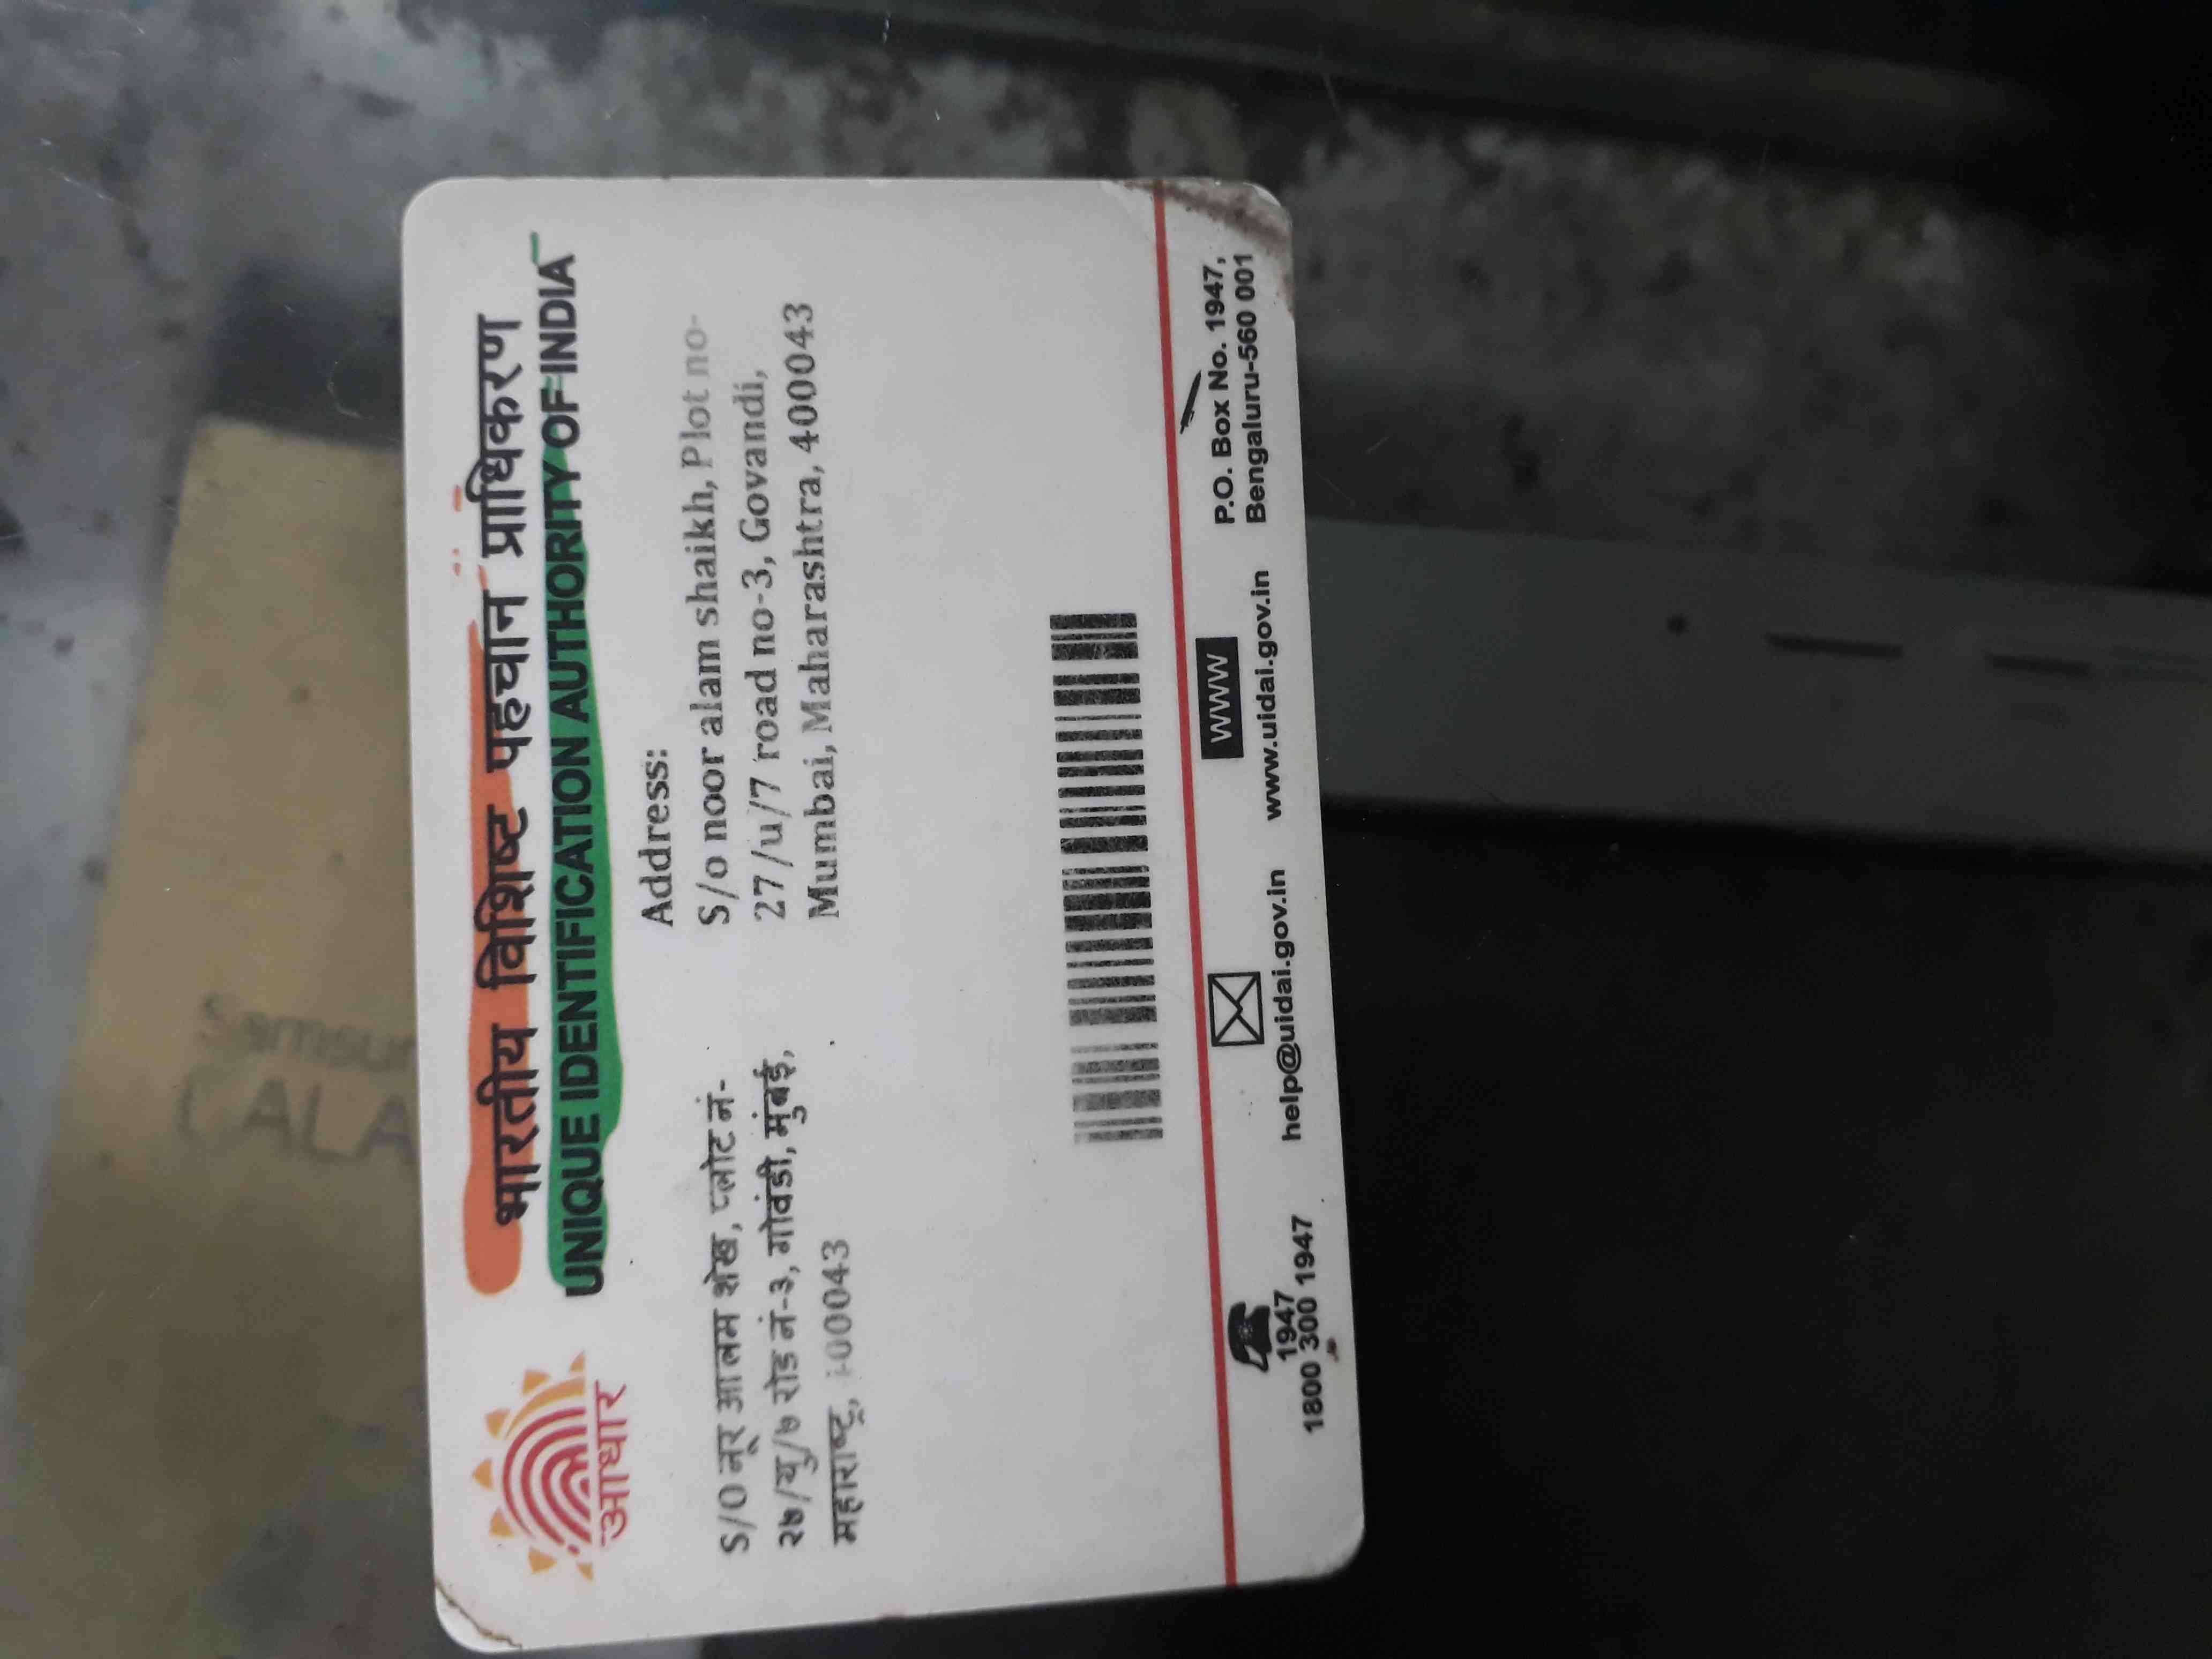 भारतीय विशिष्ट पहचान प्राधिकरण
UNIQUE IDENTIFICATION AUTHORITY OF INDIA
आधार
Address:
S/O नूर आलम शेख, प्लोट नं-
२७/यु/७ रोड नं-३, गोवंडी, मुंबई,
महाराष्ट्र,
S/o noor alam shaikh, Plot no-
27/u/7 road no-3, Govandi,
Mumbai, Maharashtra, 400043
1947
1800 300 1947
help@uidai.gov.in
WWW
www.uidai.gov.in
P.O. Box No. 1947,
Bengaluru-560 001